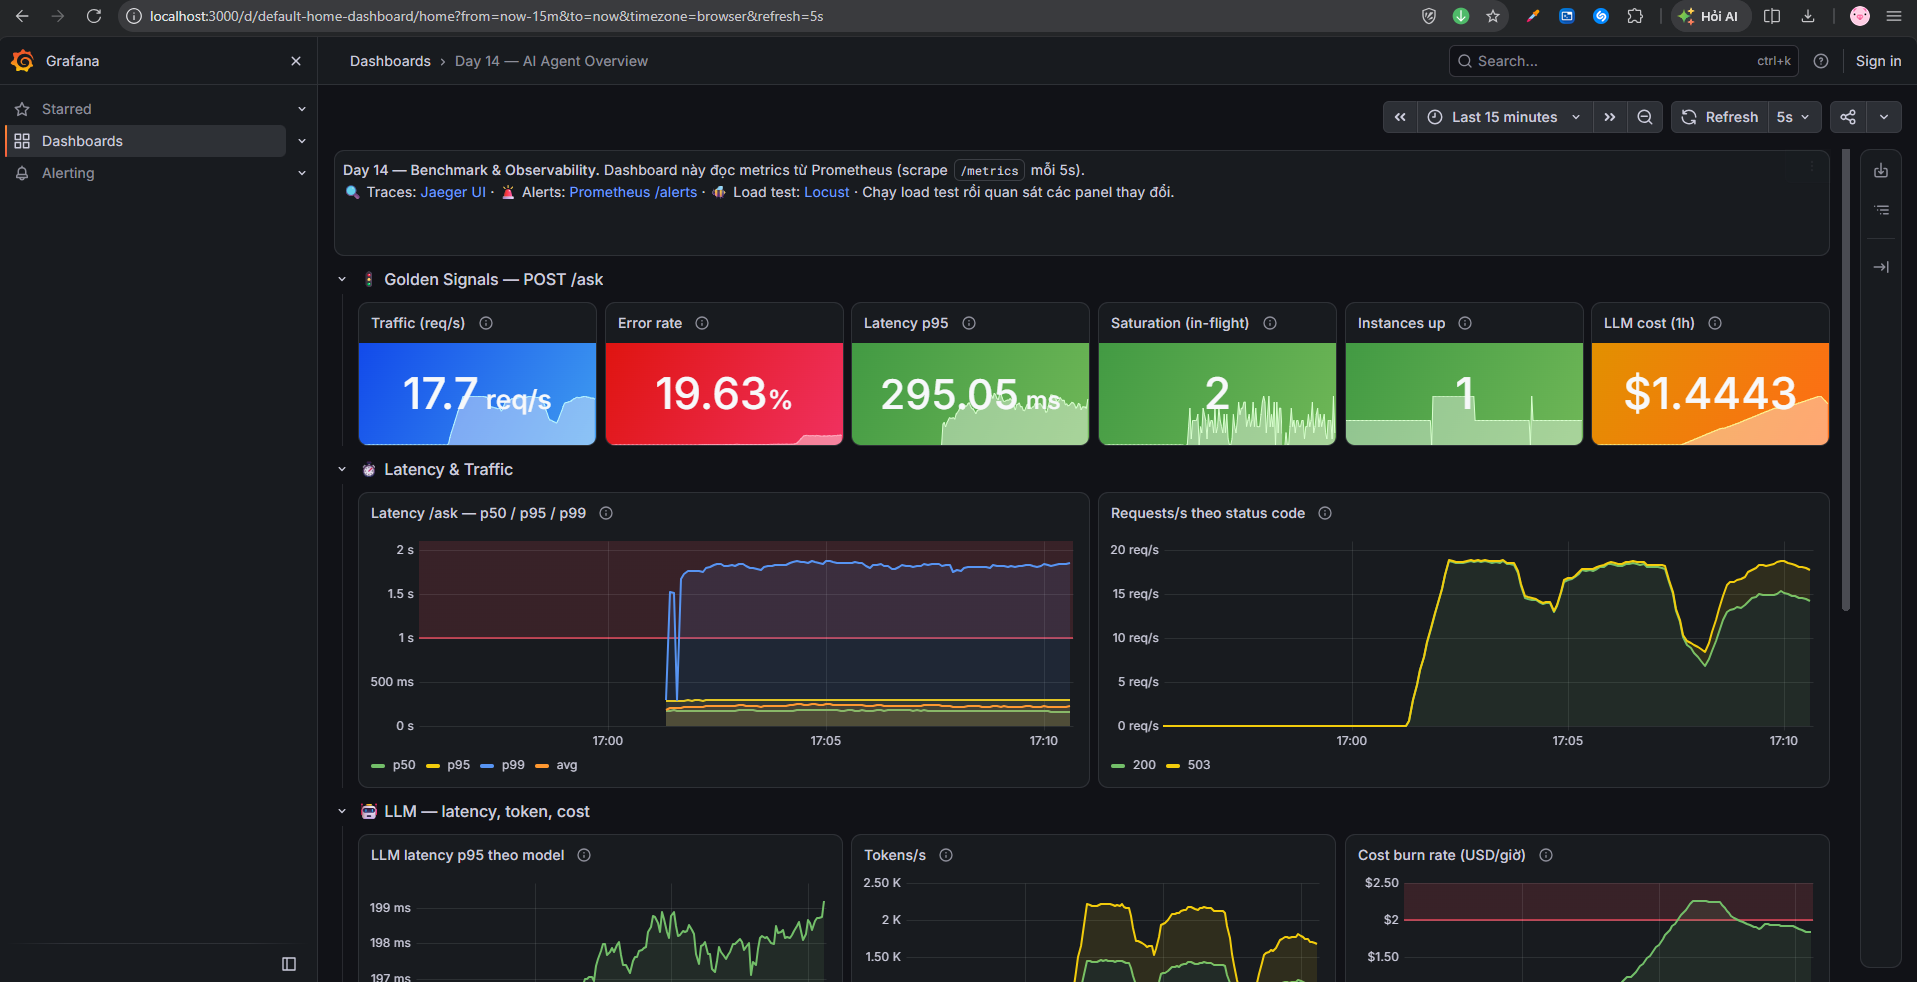 localhost:3000/d/default-home-dashboard/home?from=now-15m&to=now&timezone=browser&refresh=5s
Hỏi AI
Grafana
Dashboards › Day 14 — AI Agent Overview
Search...
ctrl+k
Sign in
Starred
Dashboards
Alerting
Last 15 minutes
Refresh
5s
Day 14 — Benchmark & Observability. Dashboard này đọc metrics từ Prometheus (scrape /metrics mỗi 5s).
Traces: Jaeger UI · Alerts: Prometheus /alerts · Load test: Locust · Chạy load test rồi quan sát các panel thay đổi.
Golden Signals — POST /ask
Traffic (req/s)
17.7 req/s
Error rate
19.63%
Latency p95
295.05 ms
Saturation (in-flight)
2
Instances up
1
LLM cost (1h)
$1.4443
Latency & Traffic
Latency /ask — p50 / p95 / p99
2 s
1.5 s
1 s
500 ms
0 s
17:00
17:05
17:10
p50
p95
p99
avg
Requests/s theo status code
20 req/s
15 req/s
10 req/s
5 req/s
0 req/s
17:00
17:05
17:10
200
503
LLM — latency, token, cost
LLM latency p95 theo model
199 ms
198 ms
197 ms
Tokens/s
2.50 K
2 K
1.50 K
Cost burn rate (USD/giờ)
$2.50
$2
$1.50